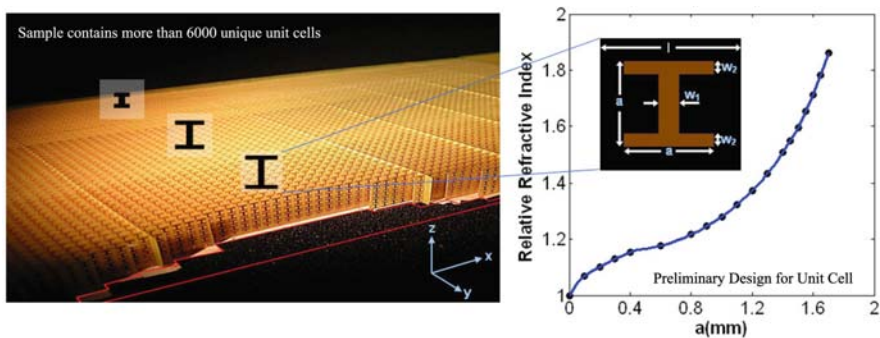 Sample contains more than 6000 unique unit cells
z
x
y
Relative Refractive Index
1.8
1.6
1.4
1.2
1
l
w₂
a
w₁
w₂
a
Preliminary Design for Unit Cell
0
0.4
0.8
1.2
1.6
2
a(mm)